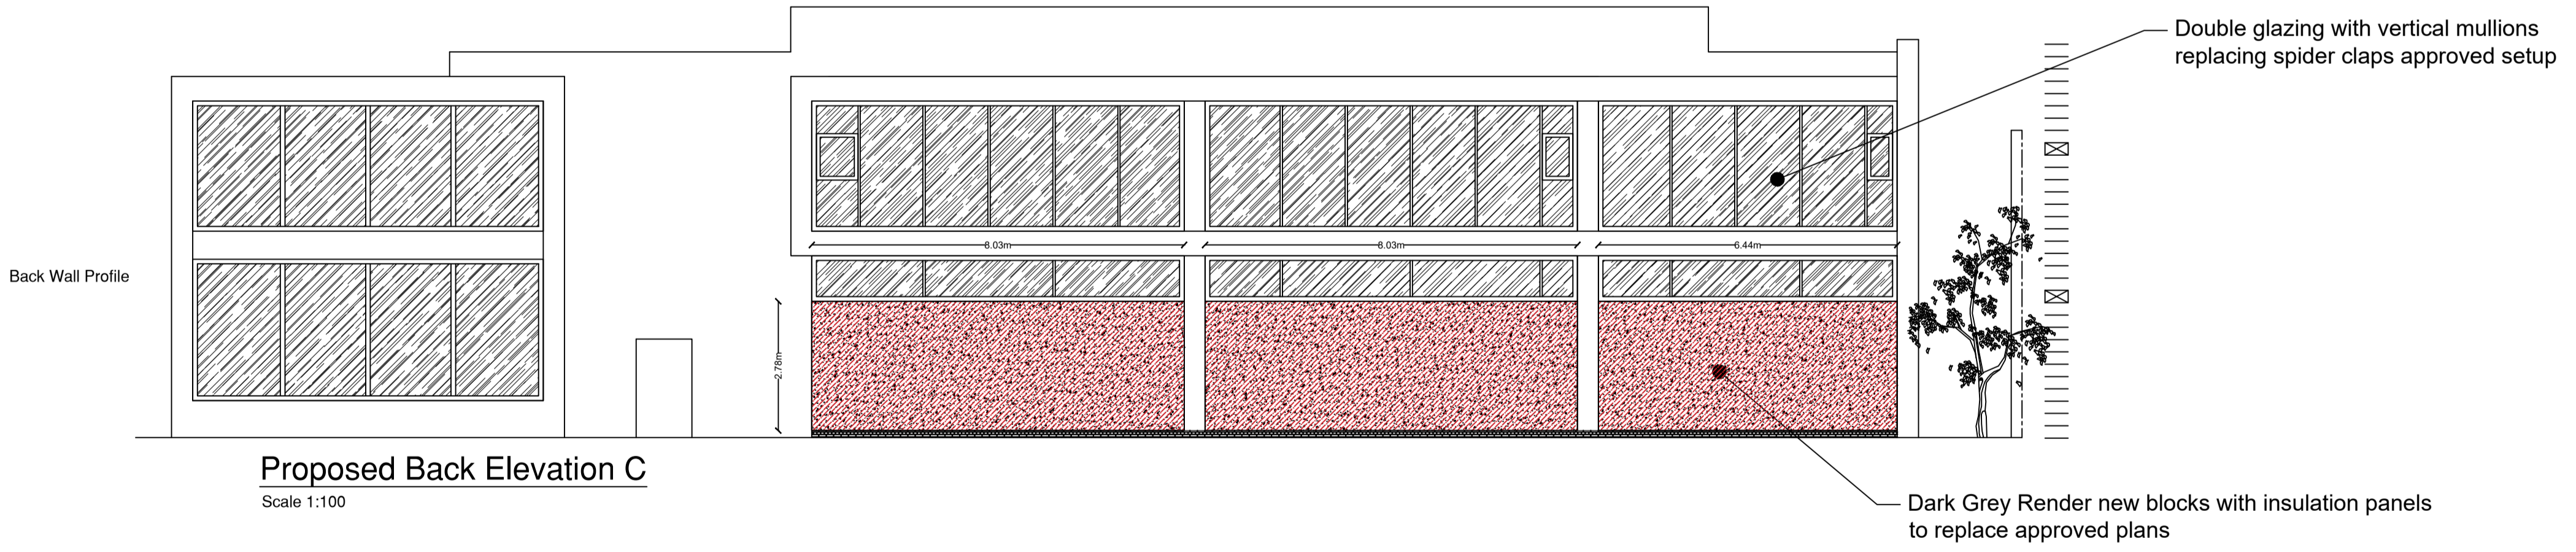 Double glazing with vertical mullions
replacing spider claps approved setup
8.03m
8.03m
6.44m
Back Wall Profile
2.78m
Proposed Back Elevation C
Scale 1:100
Dark Grey Render new blocks with insulation panels
to replace approved plans